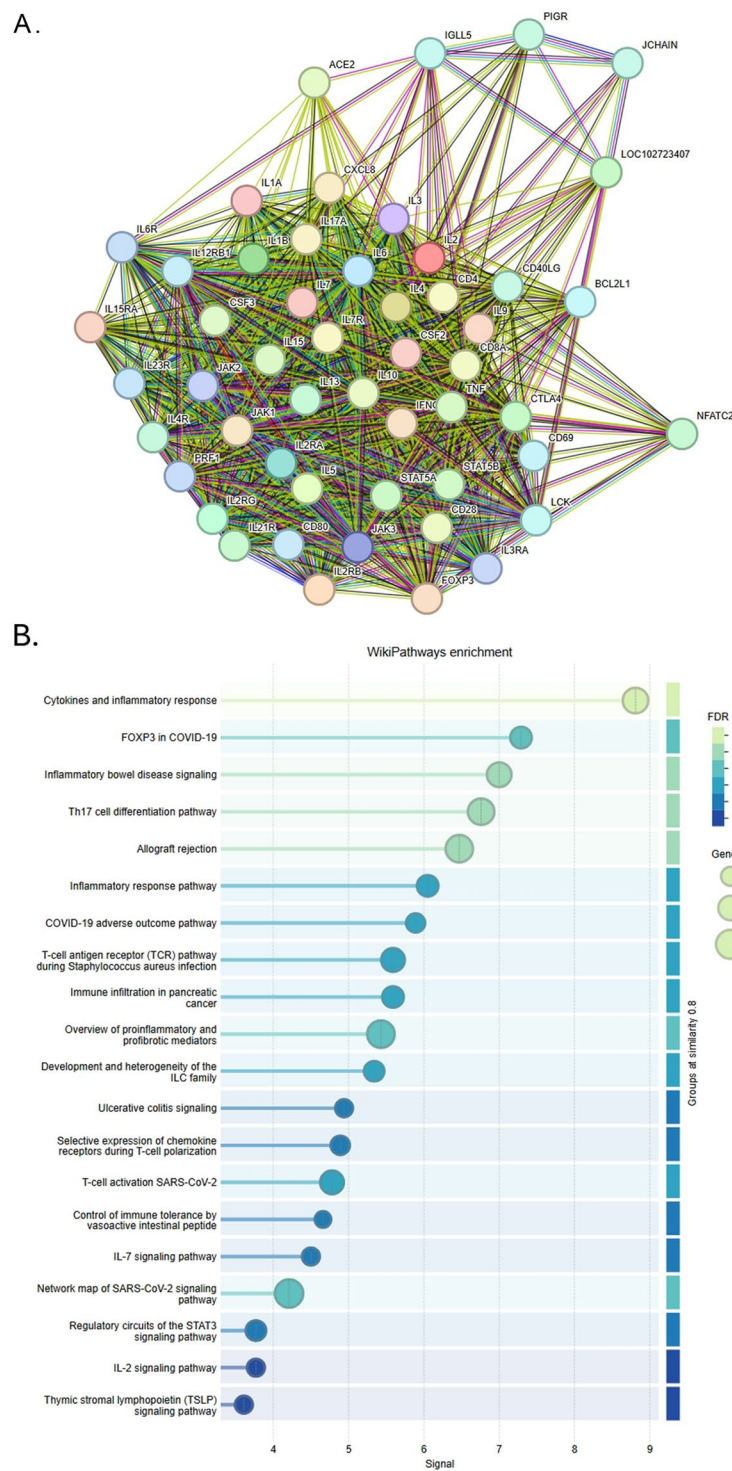 A.
PIGR
IGLL5
JCHAIN
ACE2
LOC102723407
CXCL8
IL1A
IL3
IL17A
IL6R
IL1B
IL2
IL12RB1
IL6
CD40LG
IL7
IL4
CD4
BCL2L1
IL15RA
CSF3
IL7R
IL9
CSF2
IL15
CD8A
IL23R
JAK2
IL13
IL10
TNF
CTLA4
IL4R
JAK1
IFNG
NFATC2
CD69
PRF1
IL2RA
IL5
STAT5A
STAT5B
IL2RG
LCK
IL21R
CD80
JAK3
CD28
IL3RA
IL2RB
FOXP3
B.
WikiPathways enrichment
Cytokines and inflammatory response
FDR
FOXP3 in COVID-19
Inflammatory bowel disease signaling
Th17 cell differentiation pathway
Allograft rejection
Gene
Inflammatory response pathway
COVID-19 adverse outcome pathway
T-cell antigen receptor (TCR) pathway
during Staphylococcus aureus infection
Immune infiltration in pancreatic
cancer
Overview of proinflammatory and
profibrotic mediators
Groups at similarity 0.8
Development and heterogeneity of the
ILC family
Ulcerative colitis signaling
Selective expression of chemokine
receptors during T-cell polarization
T-cell activation SARS-CoV-2
Control of immune tolerance by
vasoactive intestinal peptide
IL-7 signaling pathway
Network map of SARS-CoV-2 signaling
pathway
Regulatory circuits of the STAT3
signaling pathway
IL-2 signaling pathway
Thymic stromal lymphopoietin (TSLP)
signaling pathway
4 5 6 7 8 9
Signal